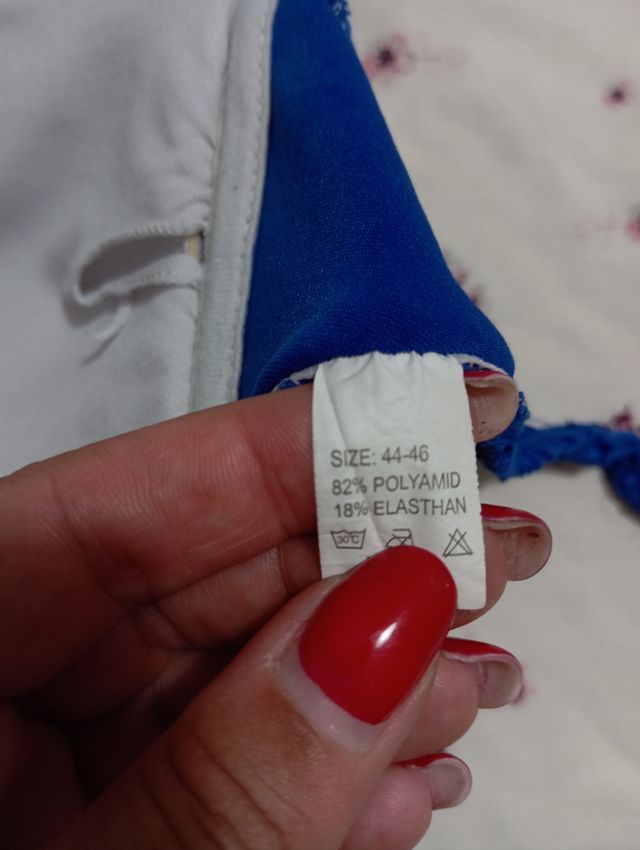 SIZE: 44-46
82% POLYAMID
18% ELASTHAN
30°C